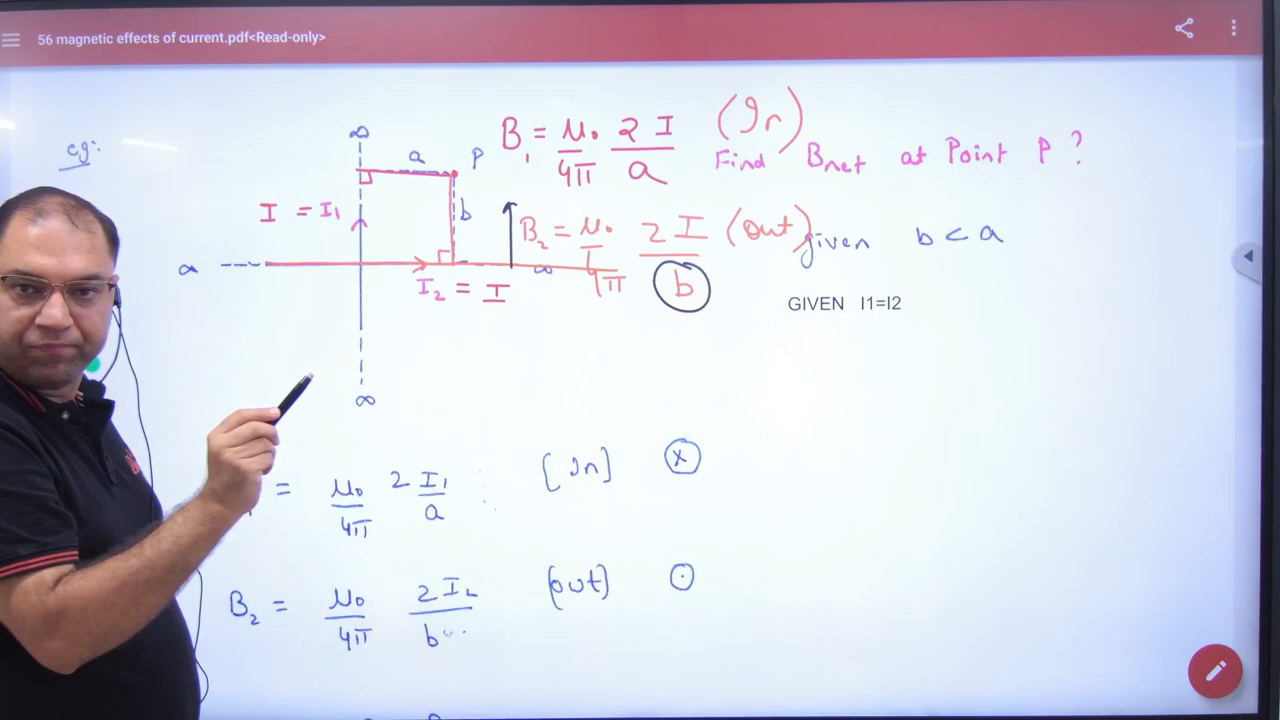 56 magnetic effects of current.pdf<Read-only>
eg:
∞
a P
B₁ = μ₀/4π 2I/a (In)
Find Bnet at Point P ?
I = I₁
b
B₂ = μ₀/4π 2I/b (out)
given b < a
∞ ∞
I₂ = I
GIVEN I1=I2
∞
= μ₀/4π 2I₁/a [In] ⊗
B₂ = μ₀/4π 2I₂/b (out) ⊙